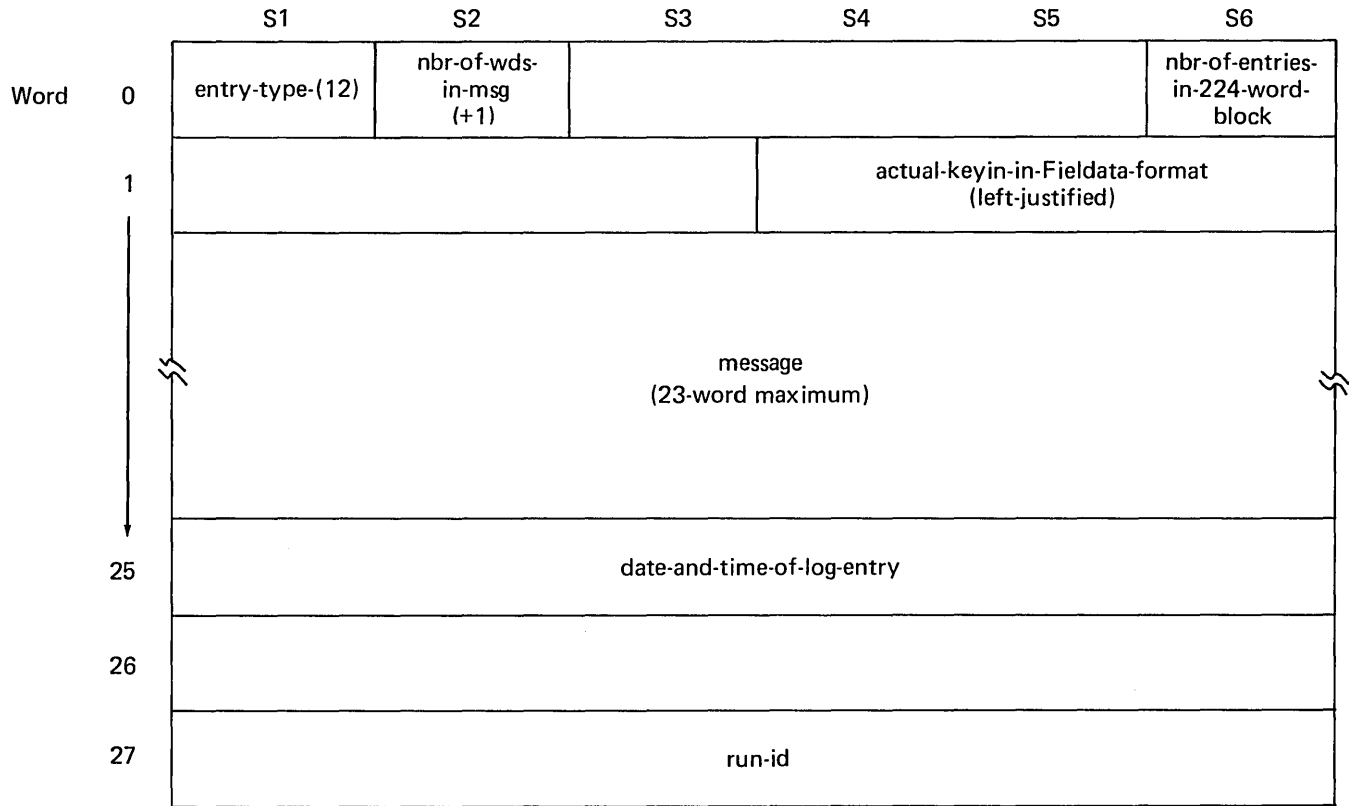 S1 S2 S3 S4 S5 S6
Word 0 entry-type-(12) nbr-of-wds-in-msg (+1) nbr-of-entries-in-224-word-block
1 actual-keyin-in-Fieldata-format
(left-justified)
message
(23-word maximum)
25 date-and-time-of-log-entry
26
27 run-id